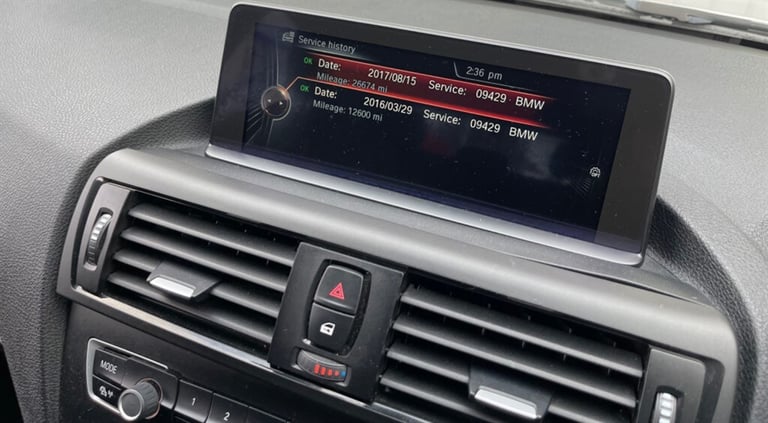 Service history
2:36 pm
OK Date: 2017/08/15 Service: 09429 BMW
Mileage: 26674 mi
OK Date: 2016/03/29 Service: 09429 BMW
Mileage: 12600 mi
MODE
1
2